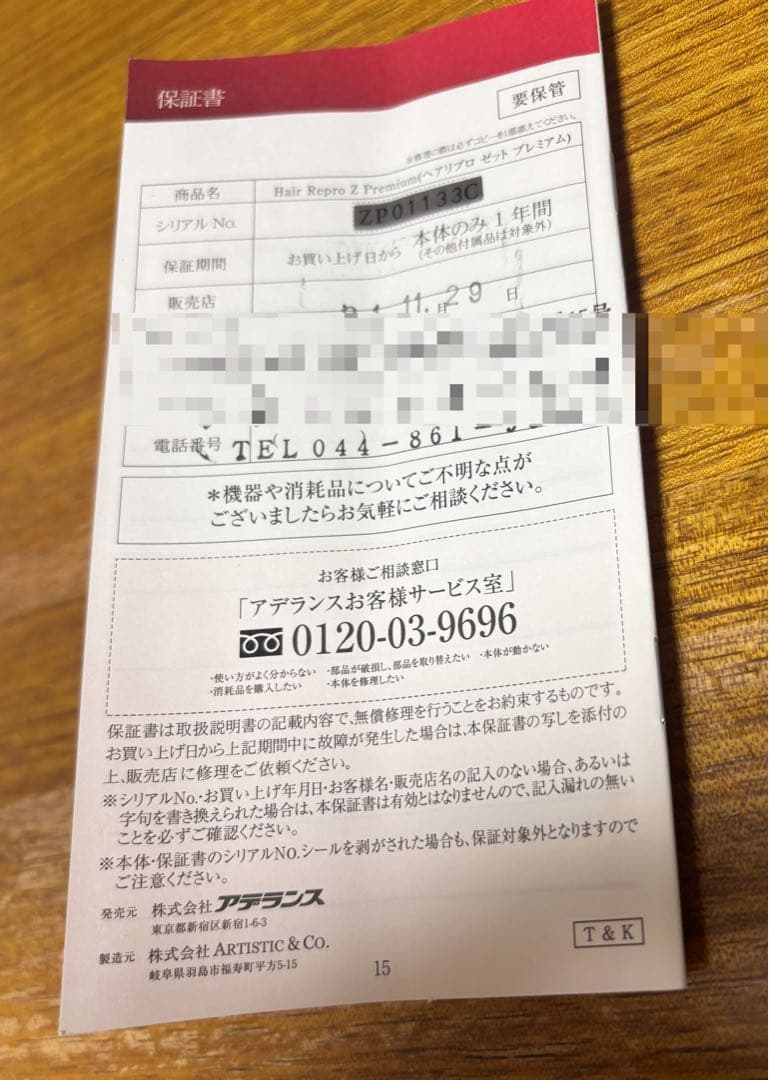 保証書
要保管
※修理の際は必ずコピーを1部添えてください。
商品名 Hair Repro Z Premium(ヘアリプロ ゼット プレミアム)
シリアルNo. ZP01133C
保証期間 お買い上げ日から 本体のみ1年間
(その他付属品は対象外)
販売店
11. 29 日
電話番号 TEL 044-861-
＊機器や消耗品についてご不明な点が
ございましたらお気軽にご相談ください。
お客様ご相談窓口
「アデランスお客様サービス室」
0120-03-9696
・使い方がよく分からない ・部品が破損し、部品を取り替えたい ・本体が動かない
・消耗品を購入したい ・本体を修理したい
保証書は取扱説明書の記載内容で、無償修理を行うことをお約束するものです。
お買い上げ日から上記期間中に故障が発生した場合は、本保証書の写しを添付の
上、販売店に修理をご依頼ください。
※シリアルNo.・お買い上げ年月日・お客様名・販売店名の記入のない場合、あるいは
字句を書き換えられた場合は、本保証書は有効とはなりませんので、記入漏れの無い
ことを必ずご確認ください。
※本体・保証書のシリアルNO.シールを剥がされた場合も、保証対象外となりますので
ご注意ください。
発売元 株式会社アデランス
東京都新宿区新宿1-6-3
製造元 株式会社 ARTISTIC & CO.
岐阜県羽島市福寿町平方5-15
T & K
15